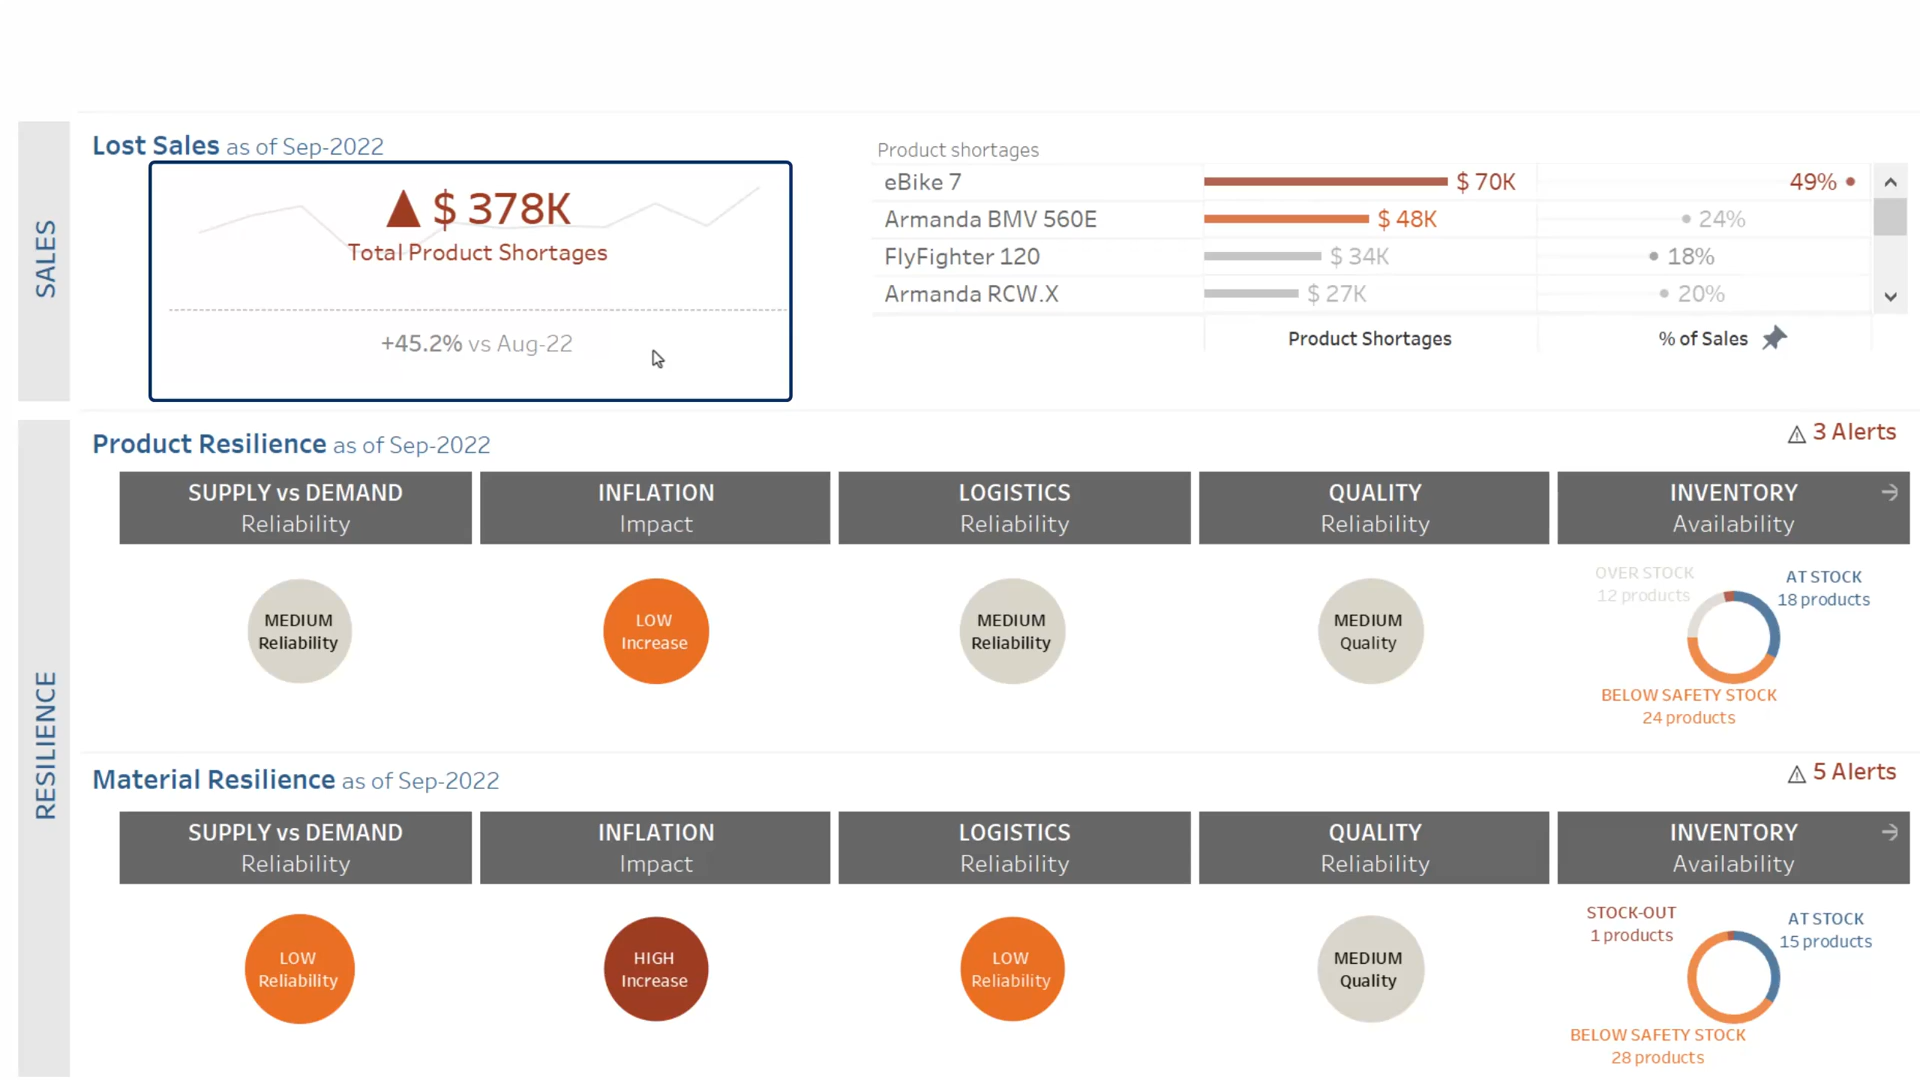 SALES
Lost Sales as of Sep-2022
$ 378K
Total Product Shortages
+45.2% vs Aug-22
Product shortages
eBike 7 $ 70K 49%
Armanda BMV 560E $ 48K 24%
FlyFighter 120 $ 34K 18%
Armanda RCW.X $ 27K 20%
Product Shortages % of Sales
RESILIENCE
Product Resilience as of Sep-2022
3 Alerts
SUPPLY vs DEMAND
Reliability
INFLATION
Impact
LOGISTICS
Reliability
QUALITY
Reliability
INVENTORY
Availability
MEDIUM
Reliability
LOW
Increase
MEDIUM
Reliability
MEDIUM
Quality
OVER STOCK
12 products
AT STOCK
18 products
BELOW SAFETY STOCK
24 products
Material Resilience as of Sep-2022
5 Alerts
SUPPLY vs DEMAND
Reliability
INFLATION
Impact
LOGISTICS
Reliability
QUALITY
Reliability
INVENTORY
Availability
LOW
Reliability
HIGH
Increase
LOW
Reliability
MEDIUM
Quality
STOCK-OUT
1 products
AT STOCK
15 products
BELOW SAFETY STOCK
28 products